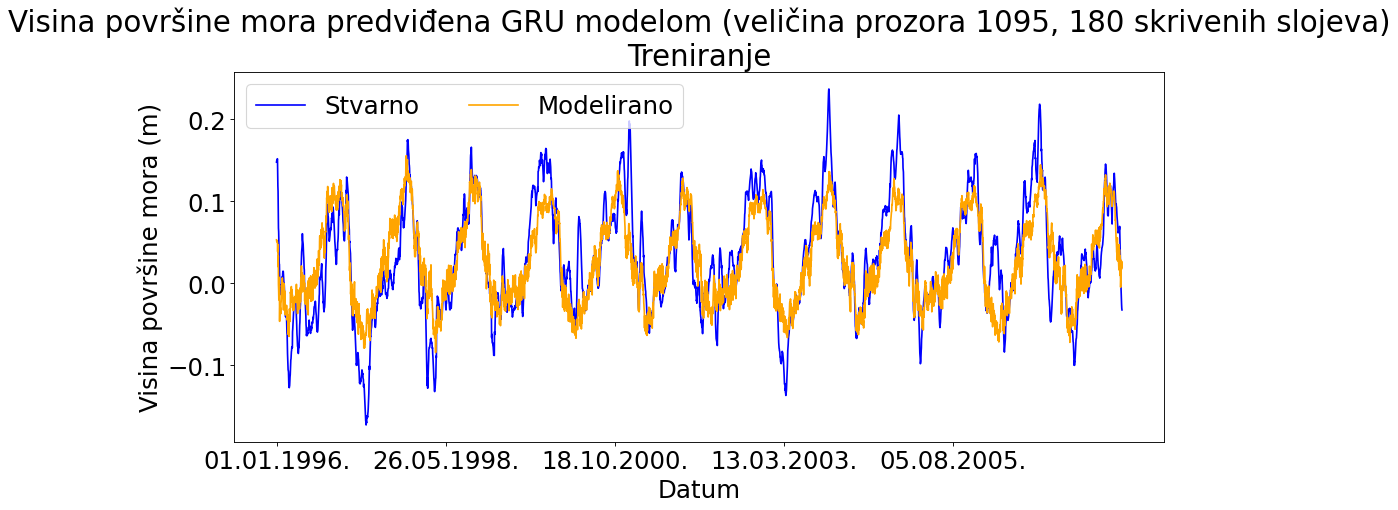 Visina površine mora predviđena GRU modelom (veličina prozora 1095, 180 skrivenih slojeva)
Treniranje
Stvarno Modelirano
Visina površine mora (m)
0.2
0.1
0.0
−0.1
01.01.1996. 26.05.1998. 18.10.2000. 13.03.2003. 05.08.2005.
Datum